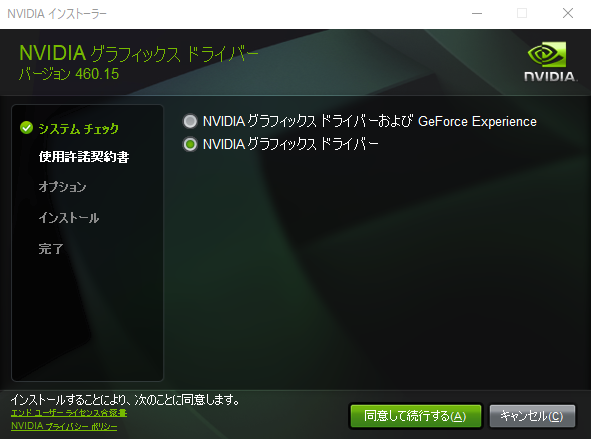 NVIDIA インストーラー
NVIDIA グラフィックス ドライバー
バージョン 460.15
NVIDIA.
システム チェック
使用許諾契約書
オプション
インストール
完了
NVIDIA グラフィックス ドライバーおよび GeForce Experience
NVIDIA グラフィックス ドライバー
インストールすることにより、次のことに同意します。
エンド ユーザー ライセンス合意書
NVIDIA プライバシー ポリシー
同意して続行する(A)
キャンセル(C)